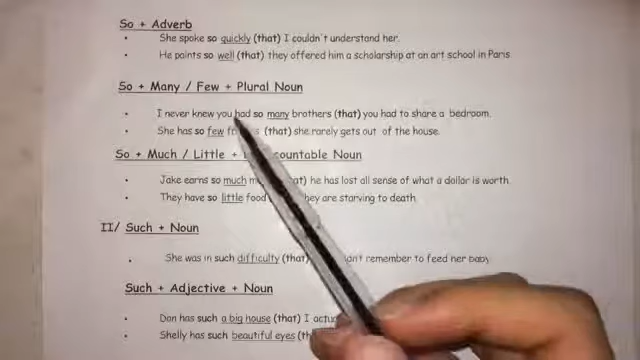 So + Adverb
• She spoke so quickly (that) I couldn't understand her.
• He paints so well (that) they offered him a scholarship at an art school in Paris.
So + Many / Few + Plural Noun
• I never knew you had so many brothers (that) you had to share a bedroom.
• She has so few (that) she rarely gets out of the house.
So + Much / Little + Noun
• Jake earns so much he has lost all sense of what a dollar is worth.
• They have so little food they are starving to death.
II/ Such + Noun
• She was in such difficulty (that) remember to feed her baby
Such + Adjective + Noun
• Dan has such a big house (that) I
• Shelly has such beautiful eyes